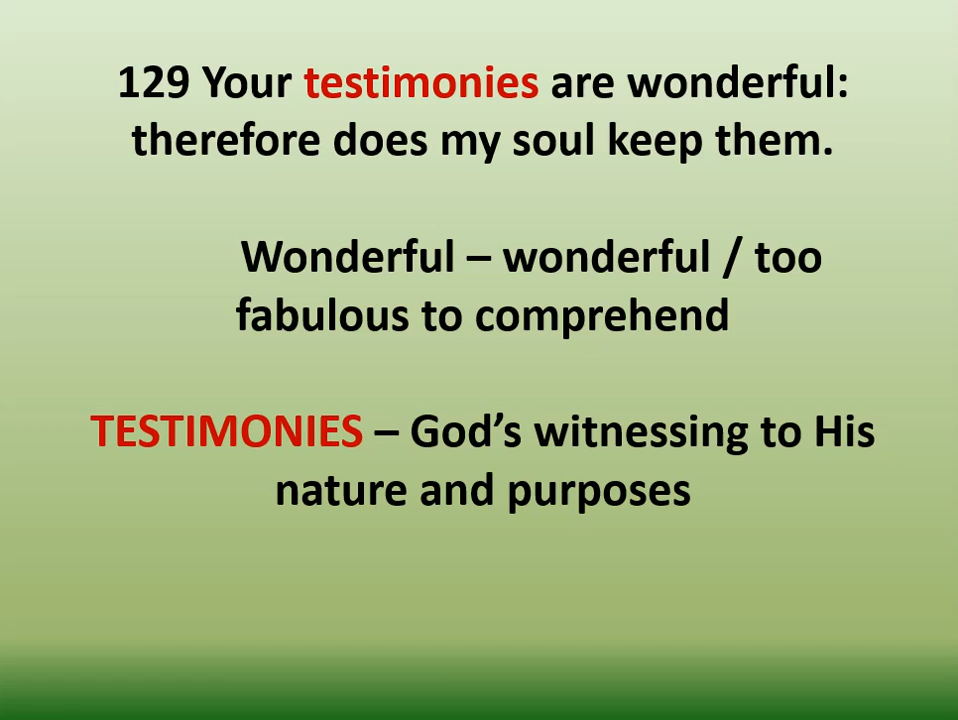 129 Your testimonies are wonderful:
therefore does my soul keep them.
Wonderful – wonderful / too
fabulous to comprehend
TESTIMONIES – God’s witnessing to His
nature and purposes